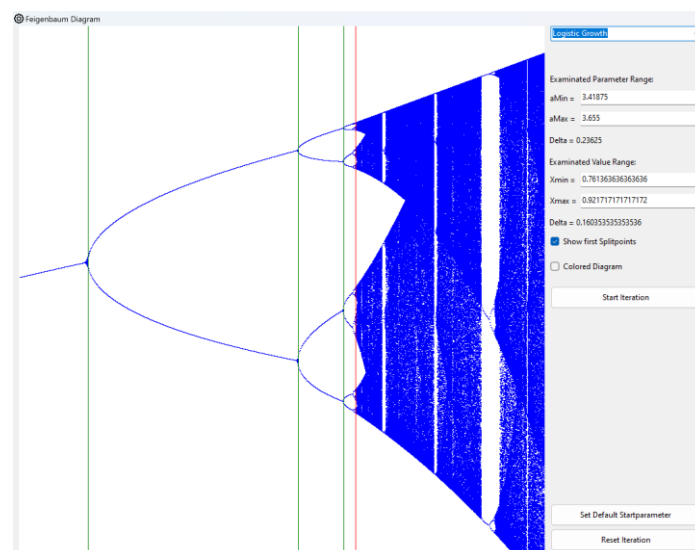 Feigenbaum Diagram
Logistic Growth
Examinated Parameter Range:
aMin = 3.41875
aMax = 3.655
Delta = 0.23625
Examinated Value Range:
Xmin = 0.761363636363636
Xmax = 0.921717171717172
Delta = 0.160353535353536
Show first Splitpoints
Colored Diagram
Start Iteration
Set Default Startparameter
Reset Iteration